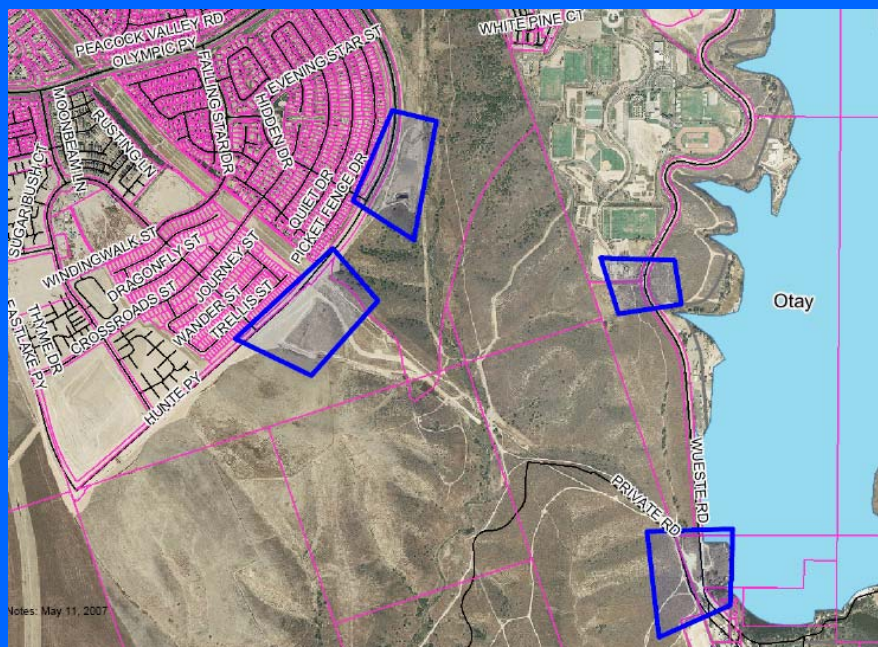 PEACOCK VALLEY RD
OLYMPIC PY
WHITE PINE CT
EVENING STAR ST
FALLING STAR DR
HIDDEN DR
MOONBEAM LN
RUSTING LN
SUGARBUSH CT
QUIET DR
PICKET FENCE DR
WINDINGWALK ST
DRAGONFLY ST
JOURNEY ST
CROSSROADS ST
WANDER ST
TRELLIS ST
THYME DR
EASTLAKE PY
HUNTE PY
Otay
WUESTE RD
PRIVATE RD
Notes: May 11, 2007